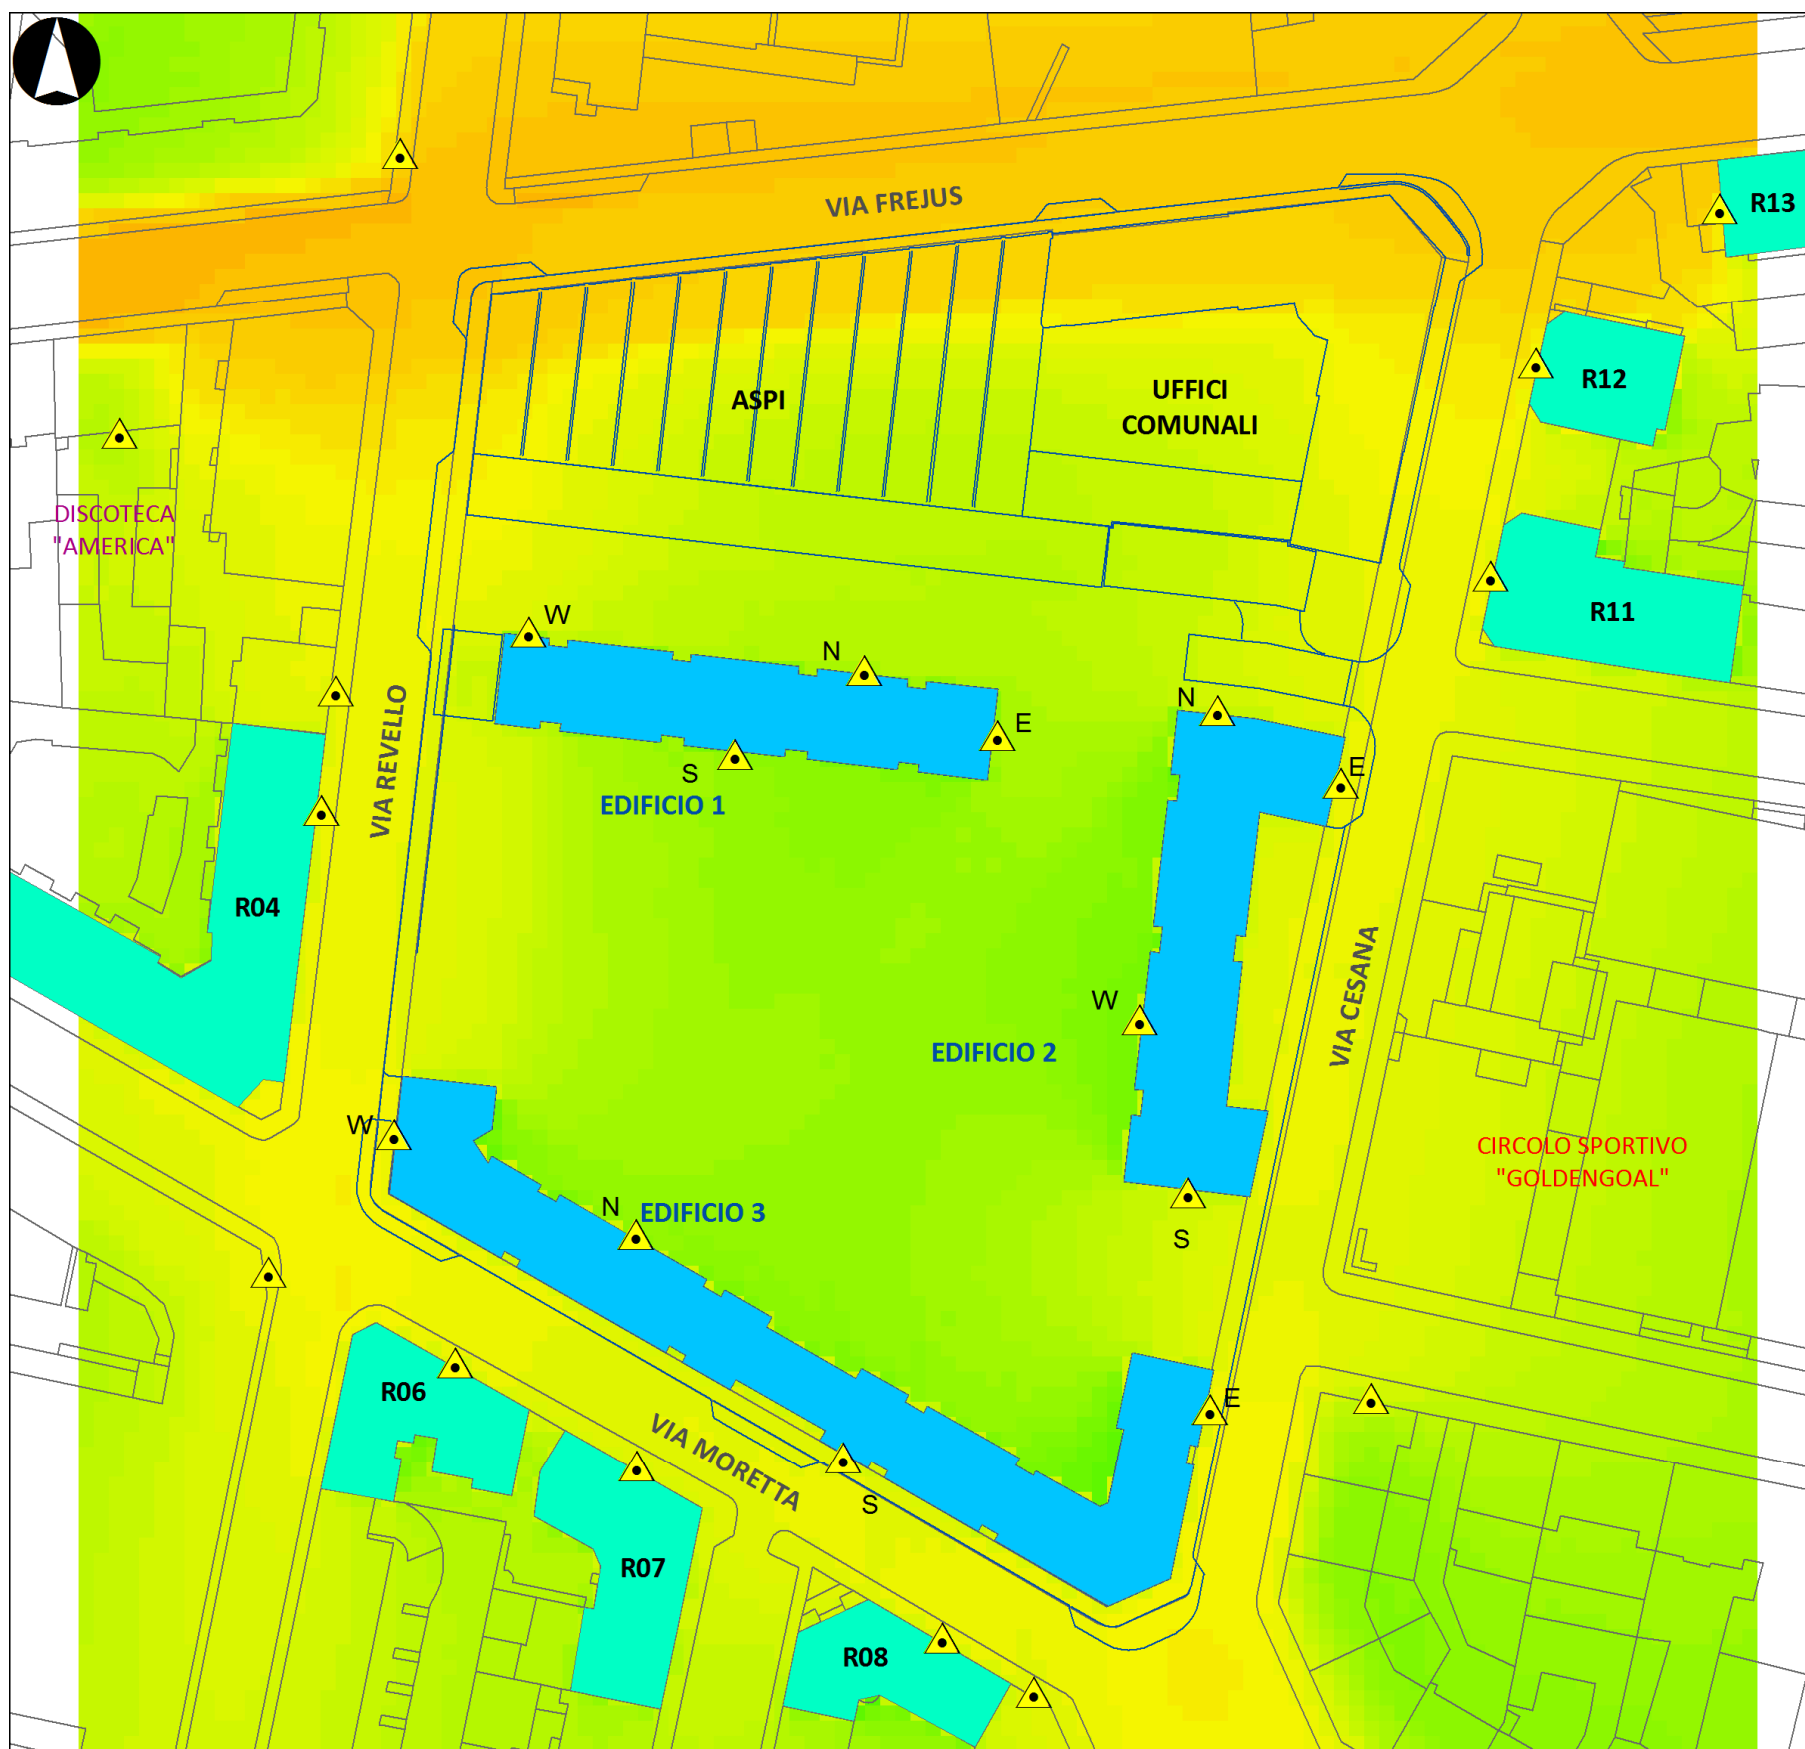 VIA FREJUS
R13
R12
ASPI
UFFICI
COMUNALI
DISCOTECA
"AMERICA"
R11
W
N
E
S
EDIFICIO 1
VIA REVELLO
N
E
R04
VIA CESANA
W
EDIFICIO 2
W
N
EDIFICIO 3
CIRCOLO SPORTIVO
"GOLDENGOAL"
S
R06
E
VIA MORETTA
S
R07
R08